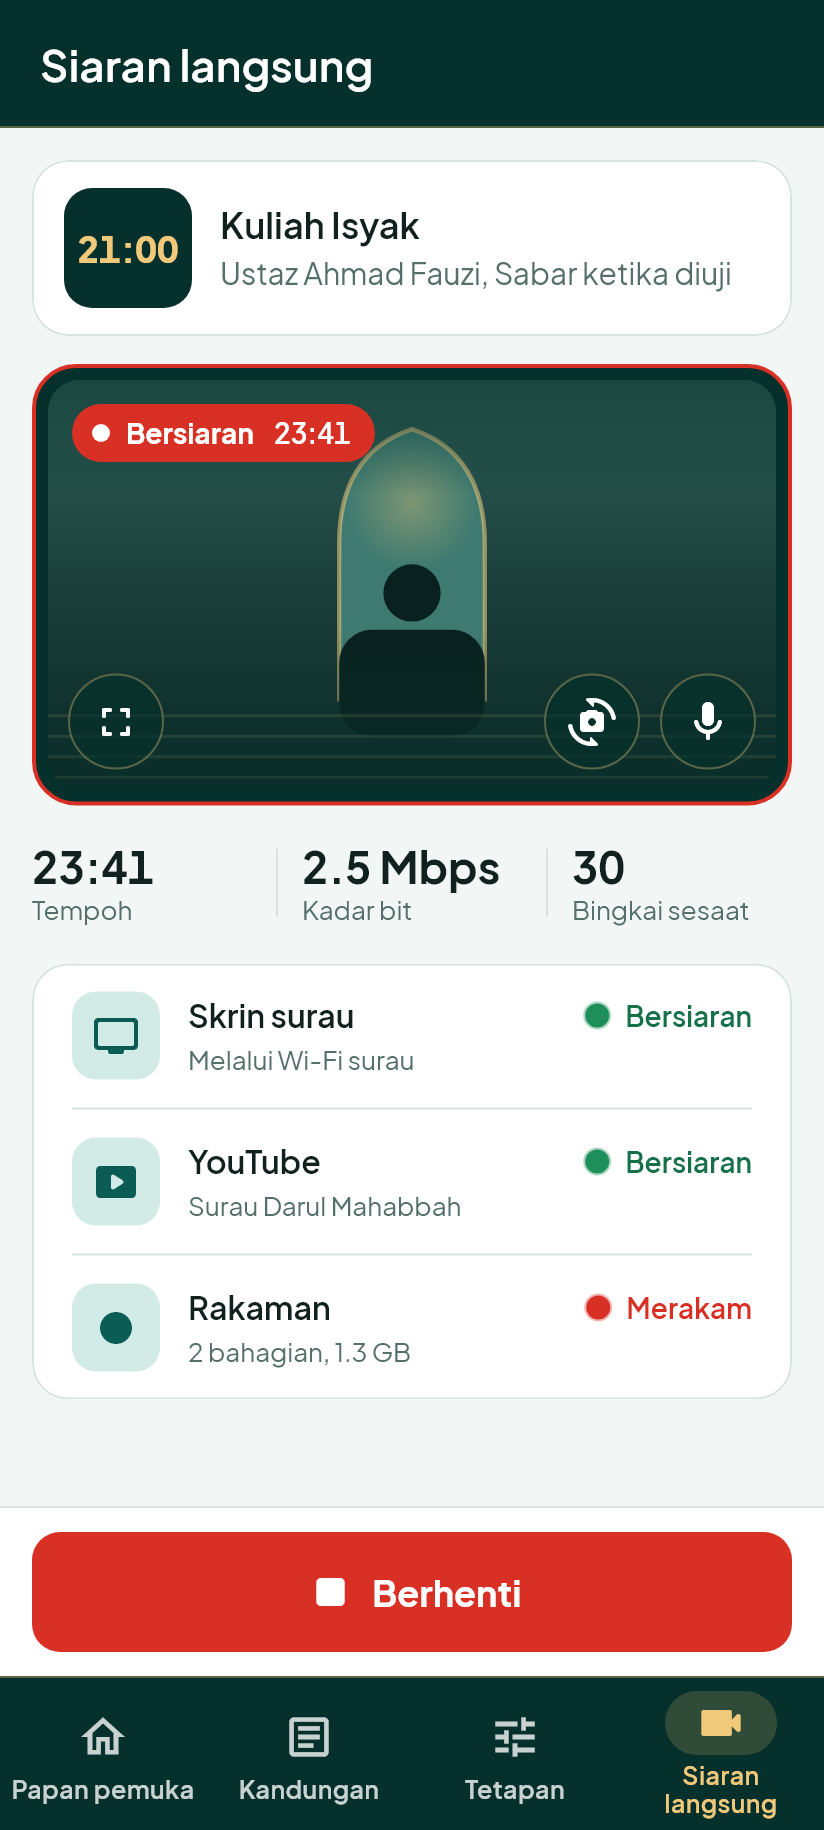 Siaran langsung
21:00
Kuliah Isyak
Ustaz Ahmad Fauzi, Sabar ketika diuji
Bersiaran 23:41
23:41
Tempoh
2.5 Mbps
Kadar bit
30
Bingkai sesaat
Skrin surau
Melalui Wi-Fi surau
Bersiaran
YouTube
Surau Darul Mahabbah
Bersiaran
Rakaman
2 bahagian, 1.3 GB
Merakam
Berhenti
Papan pemuka
Kandungan
Tetapan
Siaran
langsung